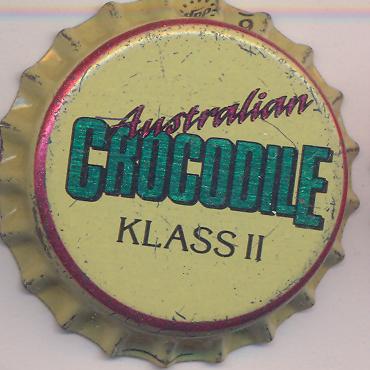 Australian
CROCODILE
KLASS II